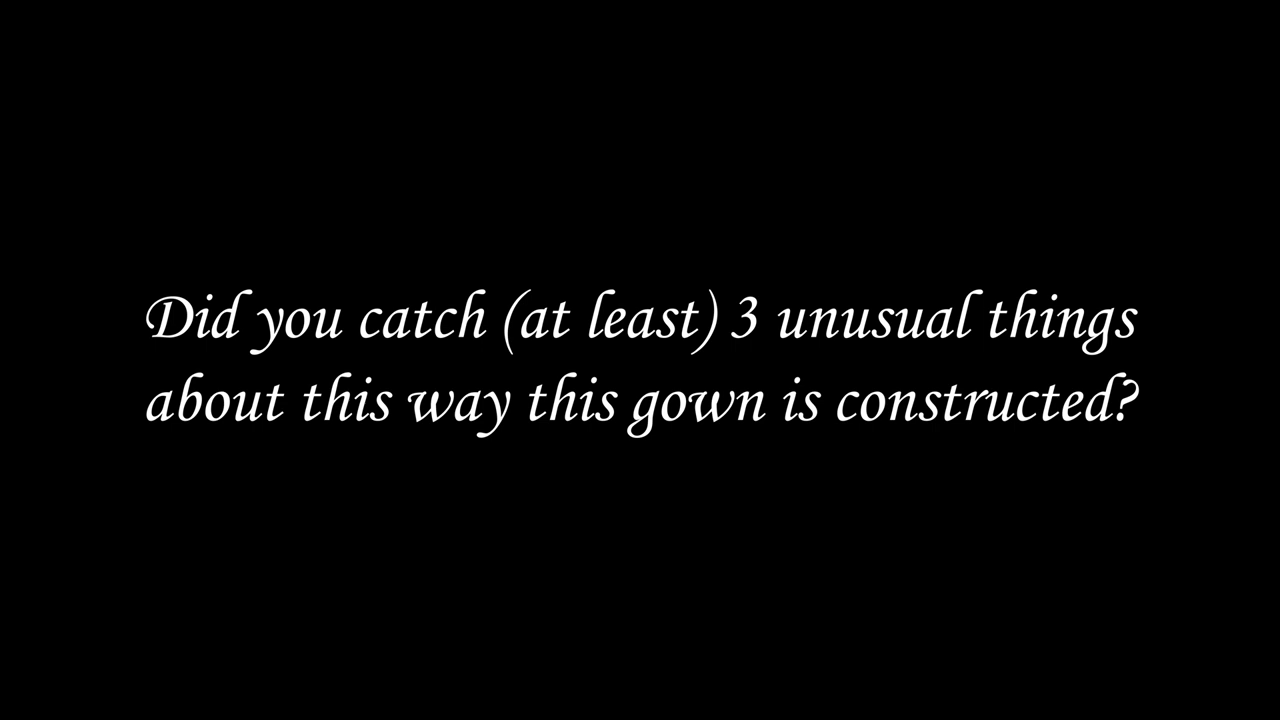 Did you catch (at least) 3 unusual things
about this way this gown is constructed?